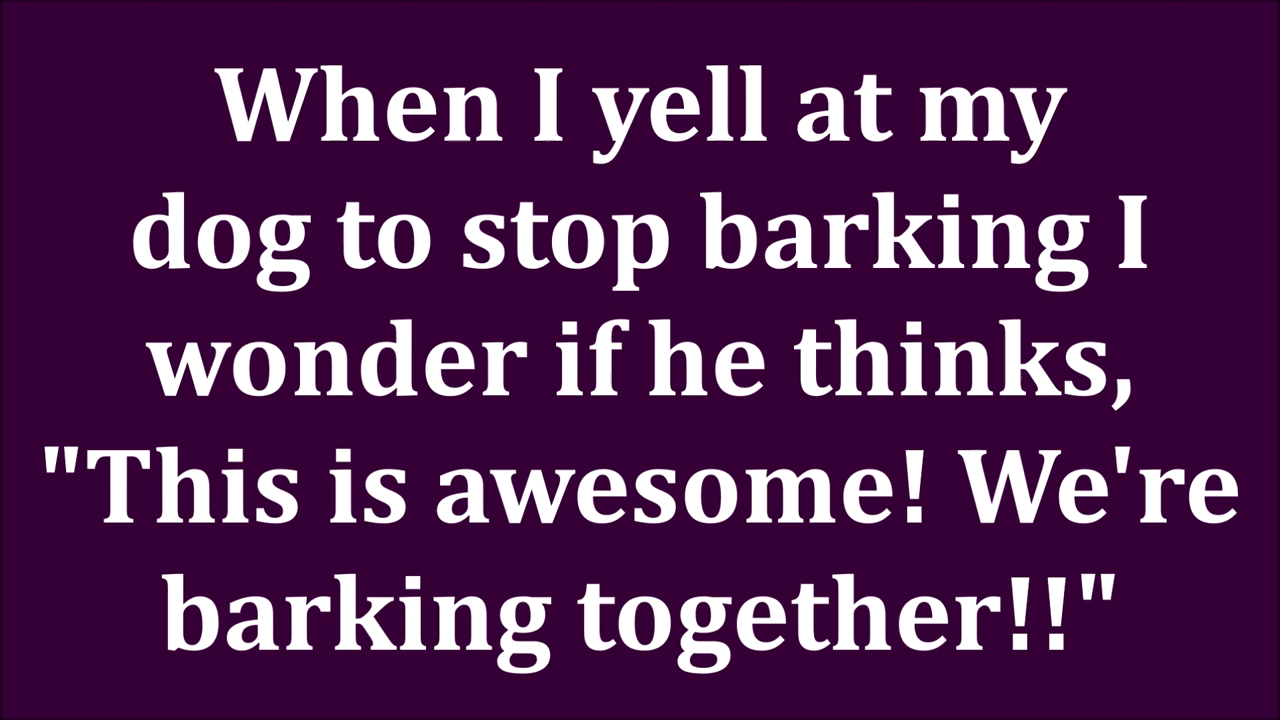 When I yell at my
dog to stop barking I
wonder if he thinks,
"This is awesome! We're
barking together!!"